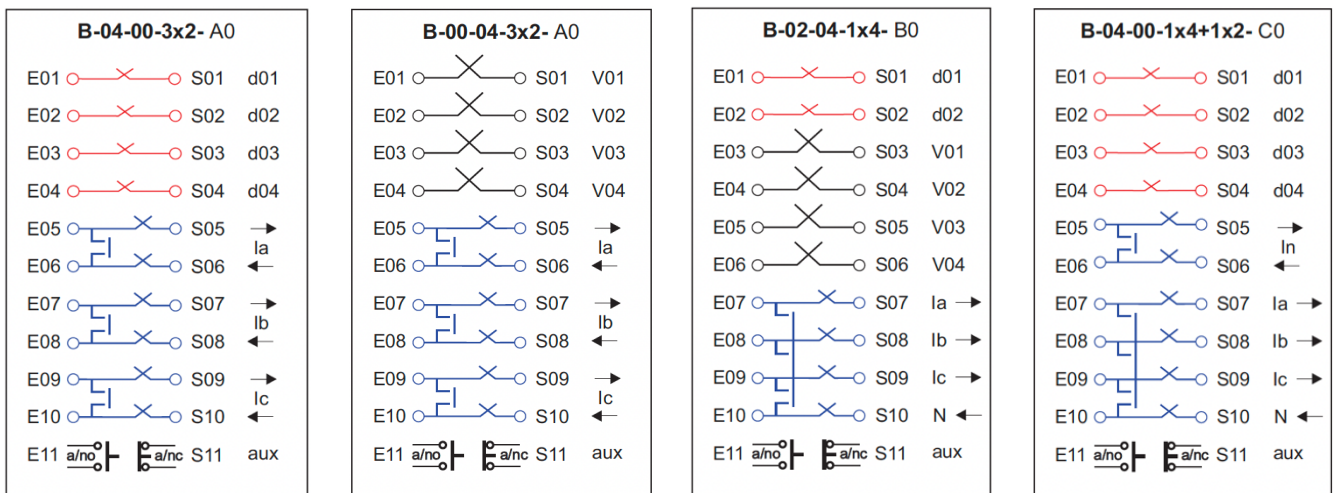 B-04-00-3x2- A0
E01 S01 d01
E02 S02 d02
E03 S03 d03
E04 S04 d04
E05 S05
Ia
E06 S06
E07 S07
Ib
E08 S08
E09 S09
Ic
E10 S10
E11 a/no a/nc S11 aux
B-00-04-3x2- A0
E01 S01 V01
E02 S02 V02
E03 S03 V03
E04 S04 V04
E05 S05
Ia
E06 S06
E07 S07
Ib
E08 S08
E09 S09
Ic
E10 S10
E11 a/no a/nc S11 aux
B-02-04-1x4- B0
E01 S01 d01
E02 S02 d02
E03 S03 V01
E04 S04 V02
E05 S05 V03
E06 S06 V04
E07 S07 Ia
E08 S08 Ib
E09 S09 Ic
E10 S10 N
E11 a/no a/nc S11 aux
B-04-00-1x4+1x2- C0
E01 S01 d01
E02 S02 d02
E03 S03 d03
E04 S04 d04
E05 S05
In
E06 S06
E07 S07 Ia
E08 S08 Ib
E09 S09 Ic
E10 S10 N
E11 a/no a/nc S11 aux